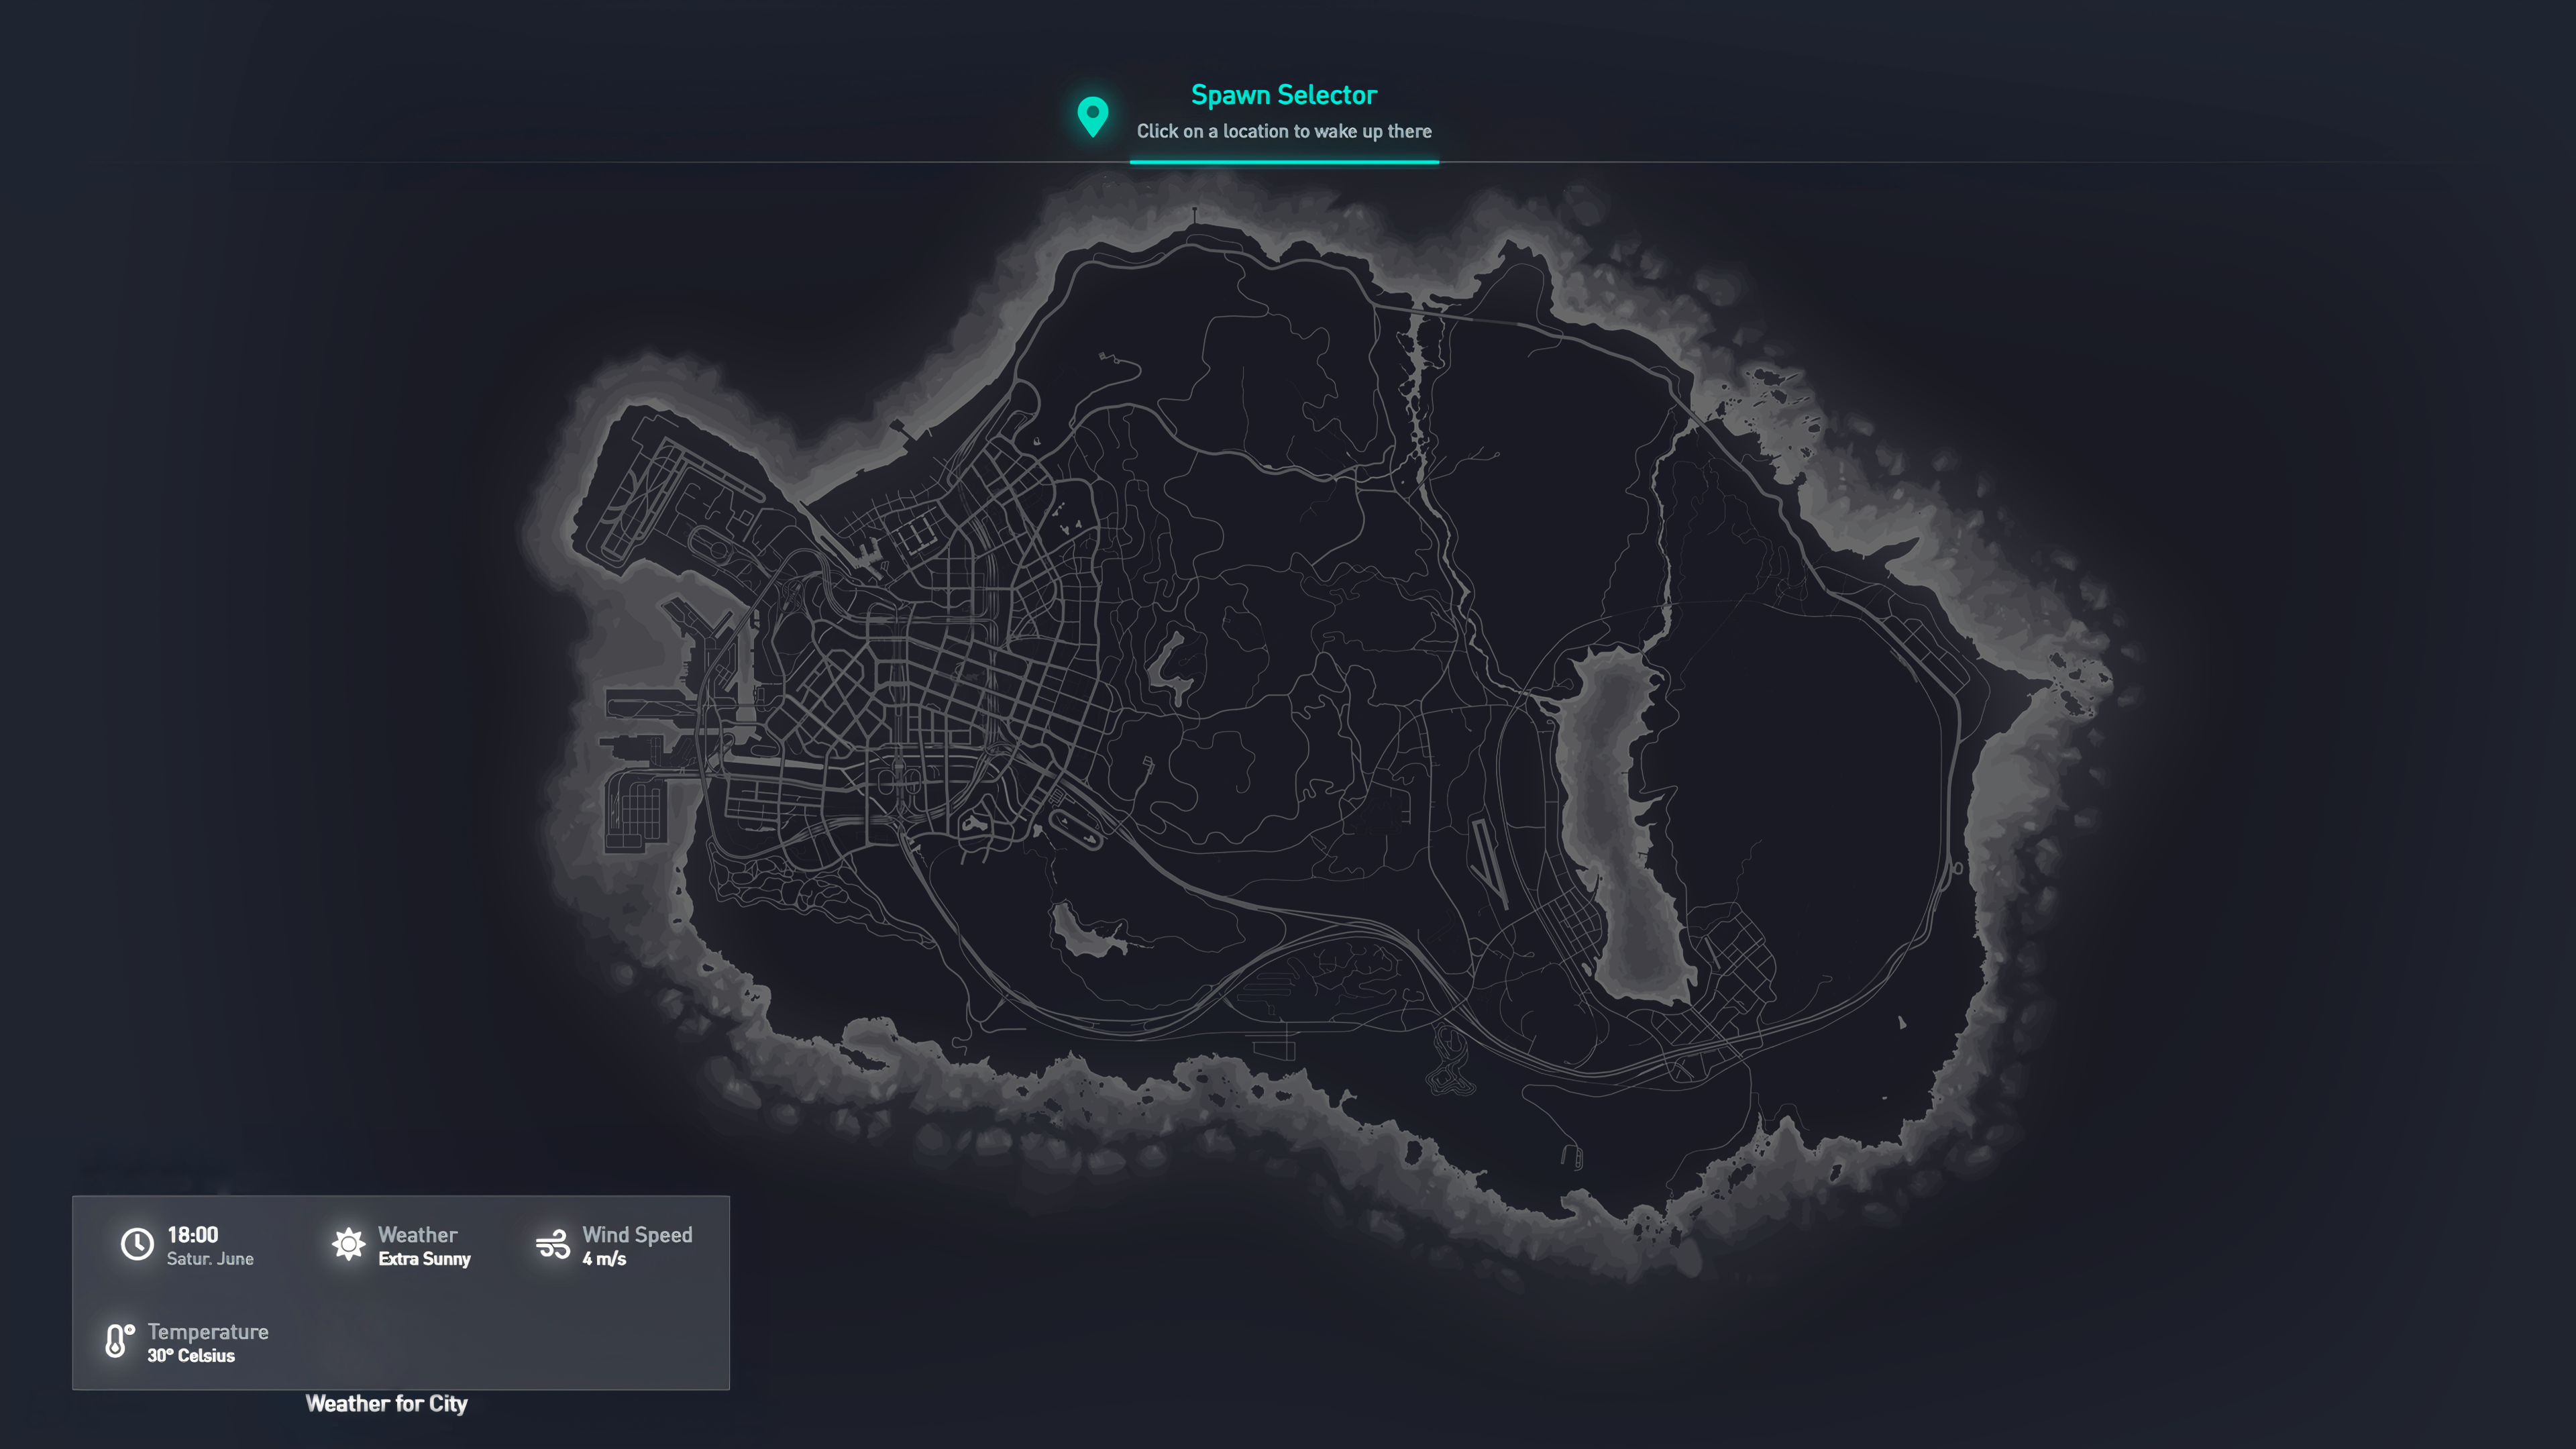 Spawn Selector
Click on a location to wake up there
18:00
Satur. June
Weather
Extra Sunny
Wind Speed
4 m/s
Temperature
30° Celsius
Weather for City